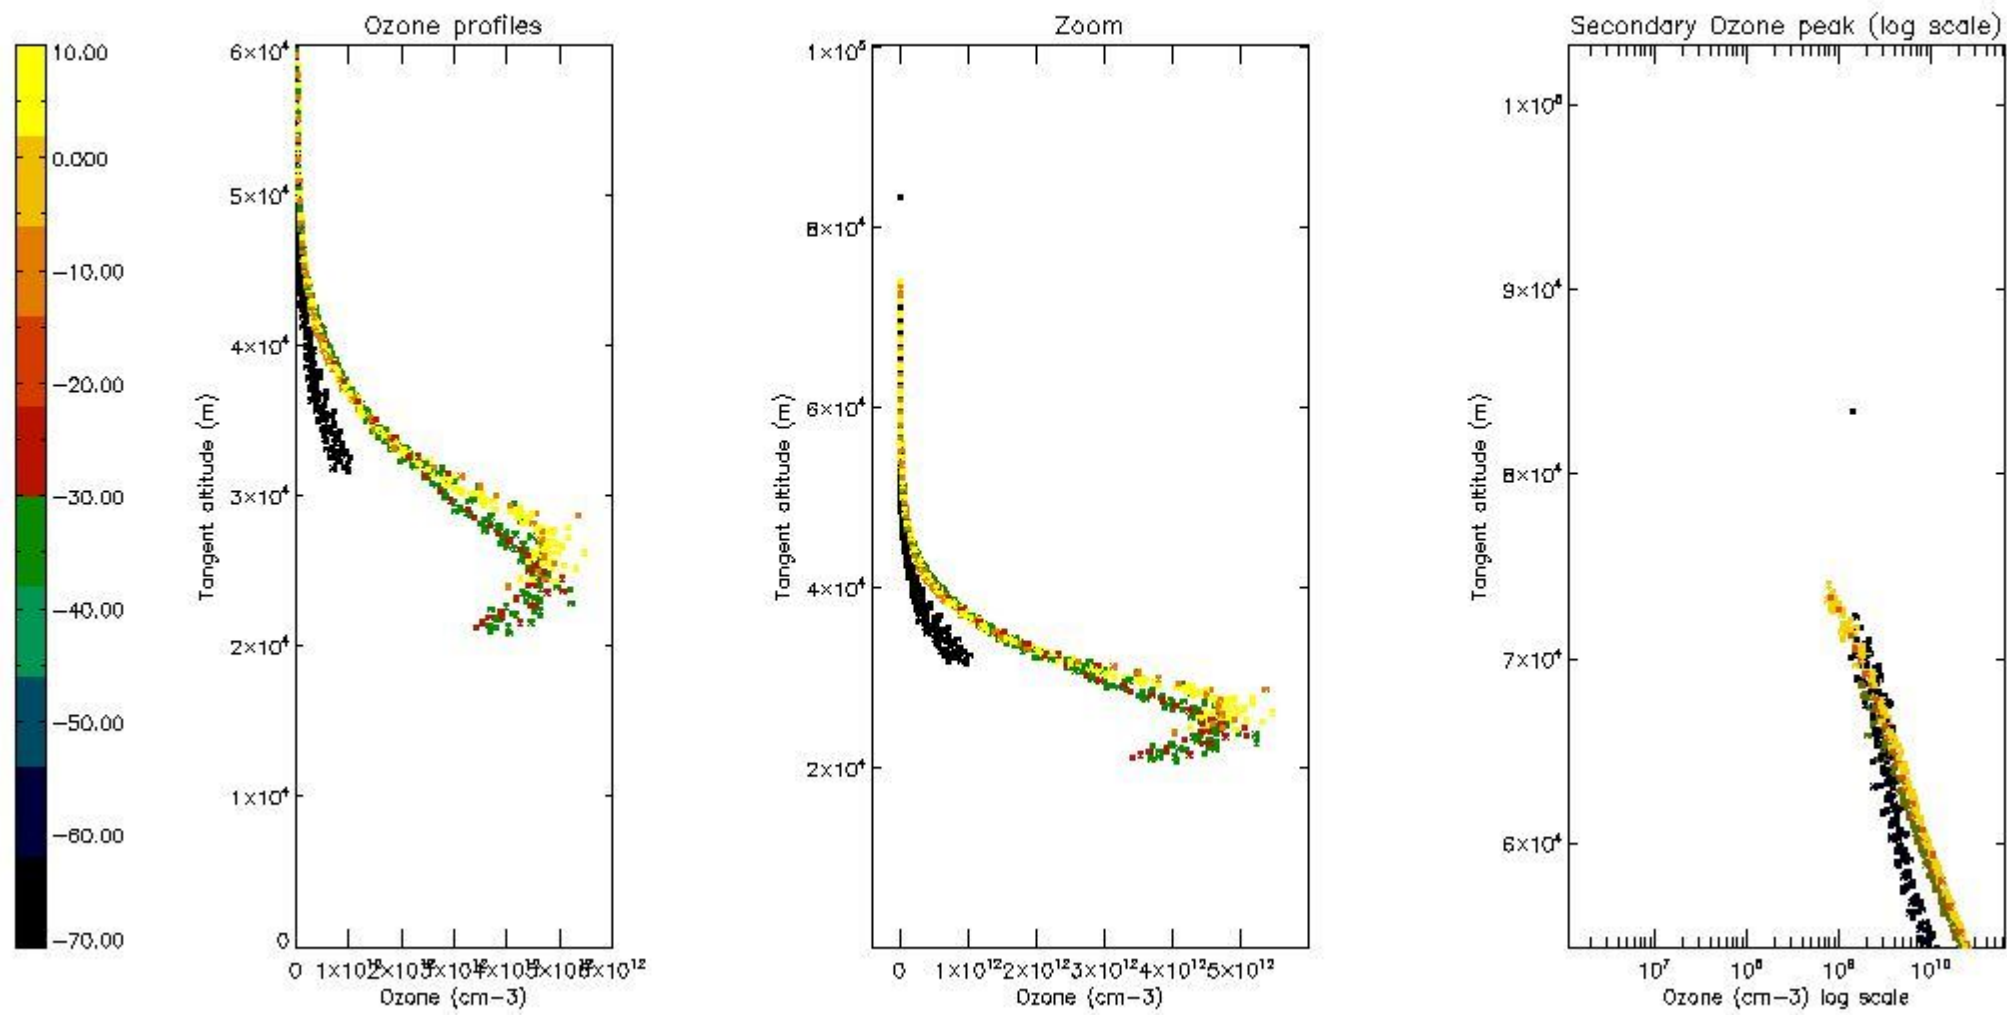 Ozone profiles
Zoom
Secondary Ozone peak (log scale)
10.00
0.000
−10.00
−20.00
−30.00
−40.00
−50.00
−60.00
−70.00
6×10⁴
5×10⁴
4×10⁴
3×10⁴
2×10⁴
1×10⁴
0
Tangent altitude (m)
0 1×10¹²
Ozone (cm−3)
1×10⁵
8×10⁴
6×10⁴
4×10⁴
2×10⁴
Tangent altitude (m)
0 1×10¹² 2×10¹² 3×10¹² 4×10¹² 5×10¹²
Ozone (cm−3)
9×10⁴
8×10⁴
7×10⁴
6×10⁴
Tangent altitude (m)
10⁷ 10⁸ 10⁹ 10¹⁰
Ozone (cm−3) log scale